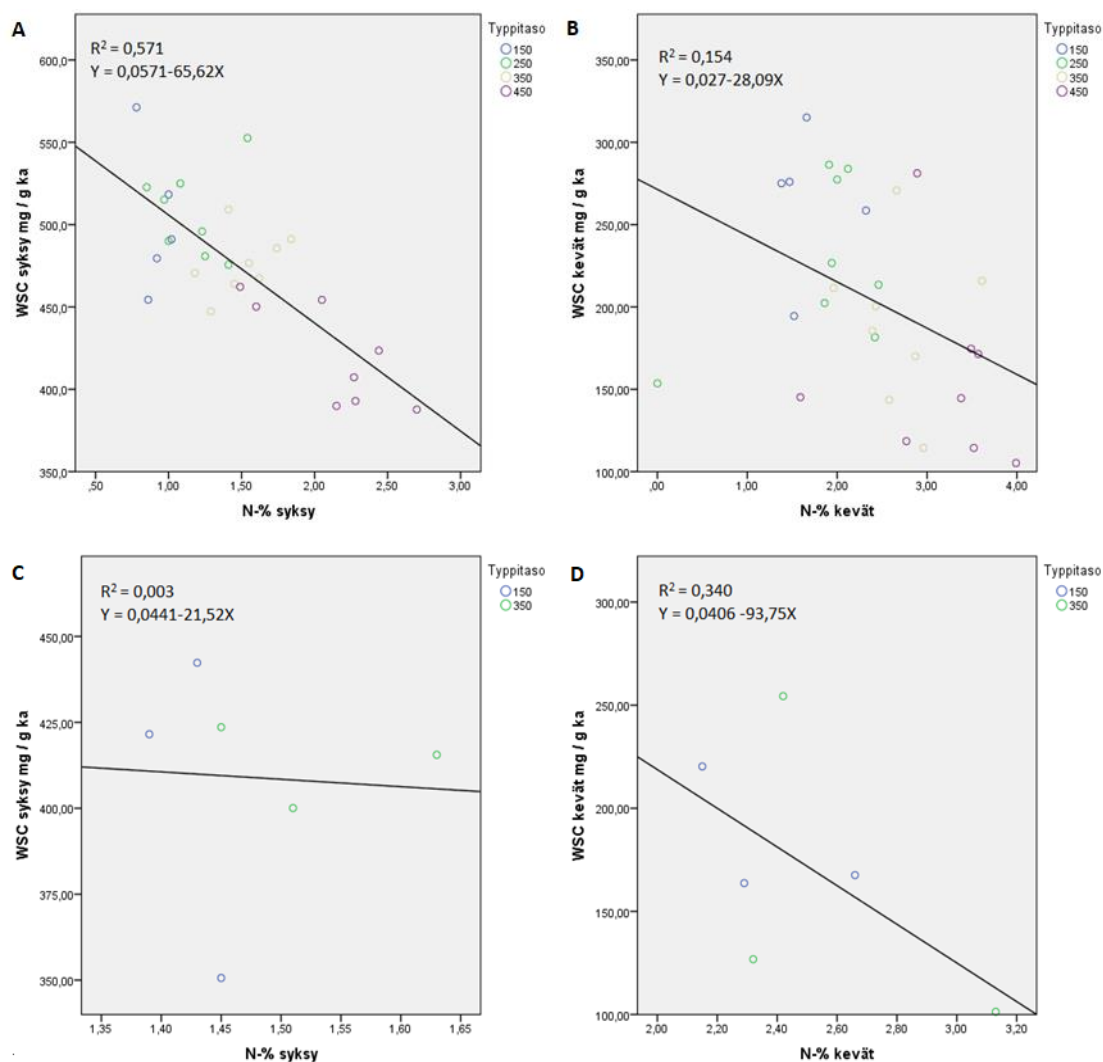 A
R² = 0,571
Y = 0,0571-65,62X
Typpitaso
150
250
350
450
WSC syksy mg / g ka
600,0
550,0
500,0
450,0
400,0
350,0
,50
1,00
1,50
2,00
2,50
3,00
N-% syksy
B
R² = 0,154
Y = 0,027-28,09X
Typpitaso
150
250
350
450
WSC kevät mg / g ka
350,00
300,00
250,00
200,00
150,00
100,00
,00
1,00
2,00
3,00
4,00
N-% kevät
C
R² = 0,003
Y = 0,0441-21,52X
Typpitaso
150
350
WSC syksy mg / g ka
450,00
425,00
400,00
375,00
350,00
1,35
1,40
1,45
1,50
1,55
1,60
1,65
N-% syksy
D
R² = 0,340
Y = 0,0406 -93,75X
Typpitaso
150
350
WSC kevät mg / g ka
300,00
250,00
200,00
150,00
100,00
2,00
2,20
2,40
2,60
2,80
3,00
3,20
N-% kevät